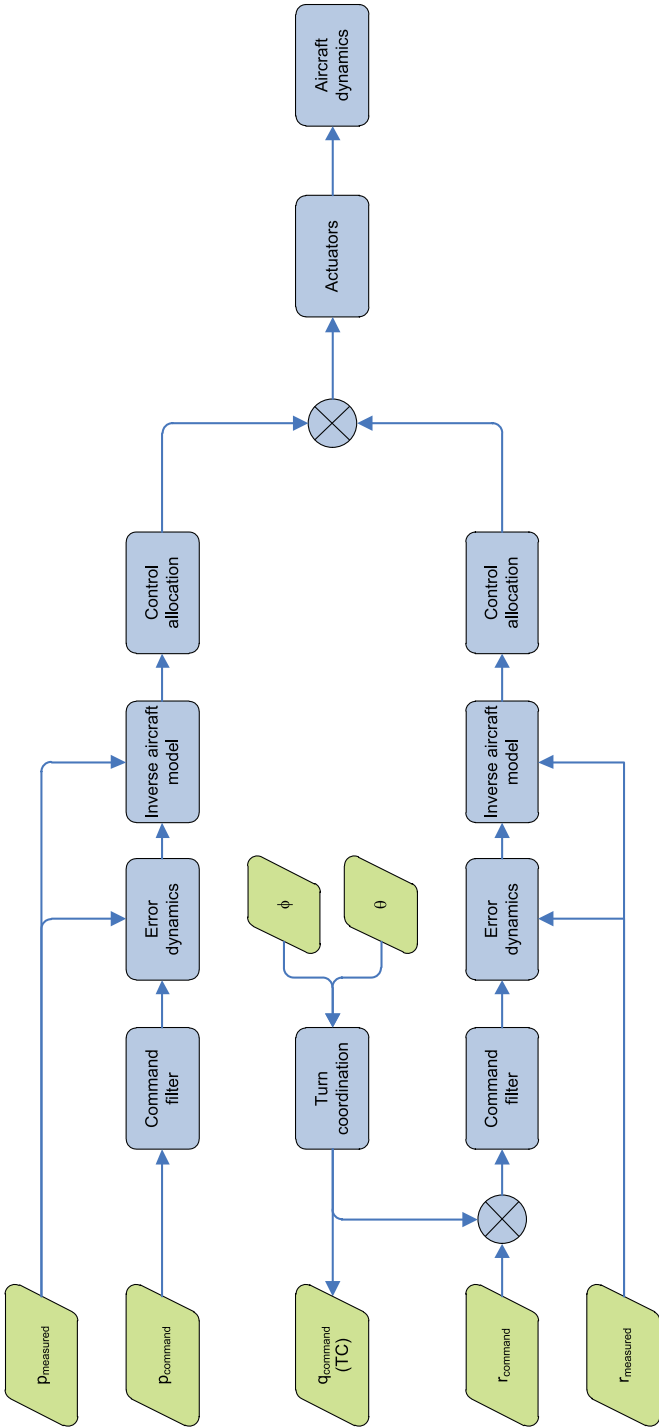 pmeasured
pcommand
Command
filter
Error
dynamics
Inverse aircraft
model
Control
allocation
qcommand
(TC)
Turn
coordination
ϕ
θ
Actuators
Aircraft
dynamics
rcommand
Command
filter
Error
dynamics
Inverse aircraft
model
Control
allocation
rmeasured